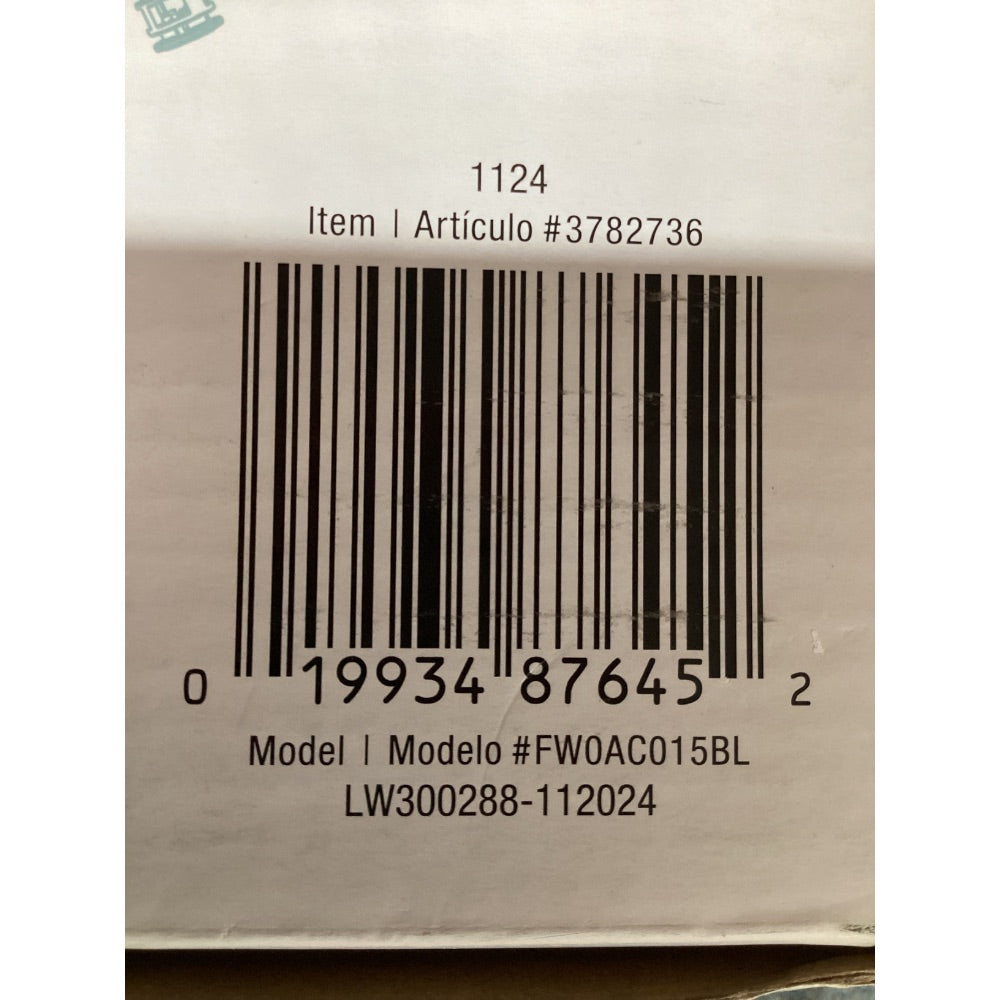 1124
Item | Artículo #3782736
0 19934 87645 2
Model | Modelo #FW0AC015BL
LW300288-112024